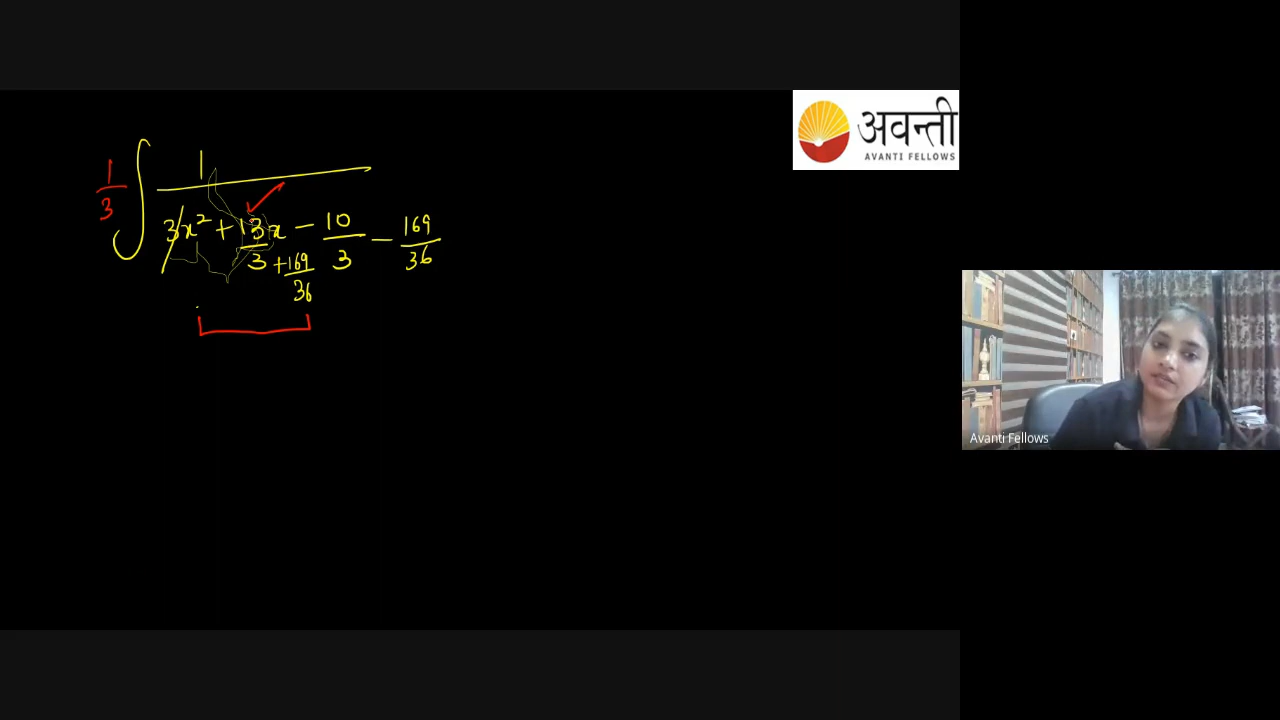 अवन्ती
AVANTI FELLOWS
1/3 ∫ 1
3x² + 13/3 x + 169/36 − 10/3 − 169/36
Avanti Fellows